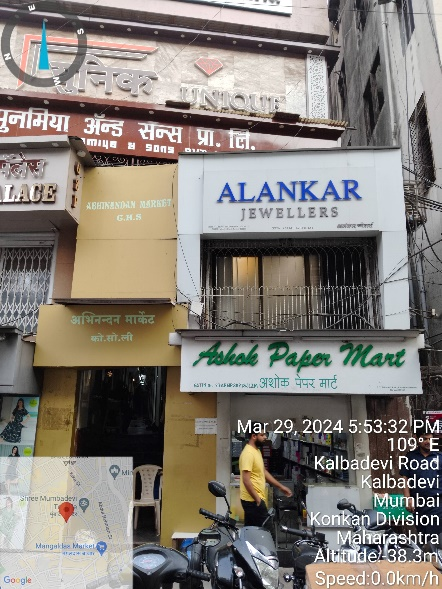 युनिक
UNIQUE
पुनमिया अ‍ॅन्ड सन्स प्रा. लि.
ALACE
ABHINANDAN MARKET
C.H.S
ALANKAR
JEWELLERS
अभिनन्दन मार्केट
को.सो.ली
Ashok Paper Mart
अशोक पेपर मार्ट
Mar 29, 2024 5:53:32 PM
109° E
Kalbadevi Road
Kalbadevi
Mumbai
Konkan Division
Maharashtra
Altitude:-38.3m
Speed:0.0km/h
Shree Mumbadevi
Mangaldas Market
Google